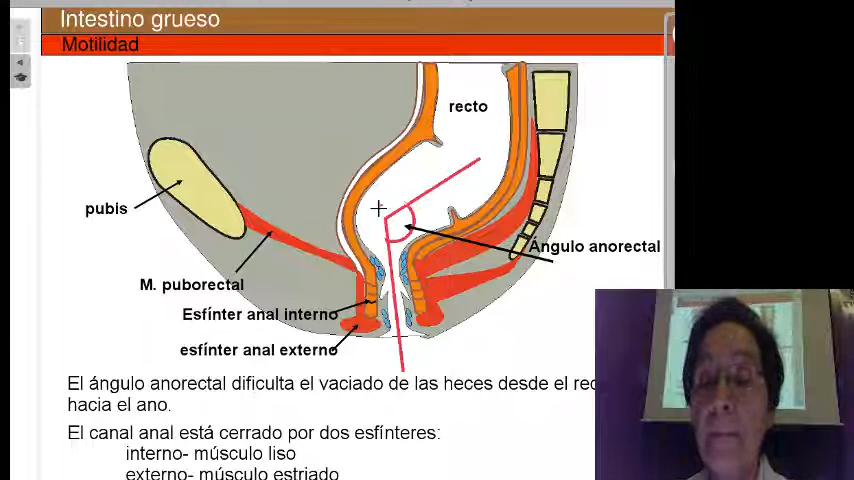 Intestino grueso
Motilidad
recto
pubis
Ángulo anorectal
M. puborectal
Esfínter anal interno
esfínter anal externo
El ángulo anorectal dificulta el vaciado de las heces desde el
hacia el ano.
El canal anal está cerrado por dos esfínteres:
interno- músculo liso
externo- músculo estriado